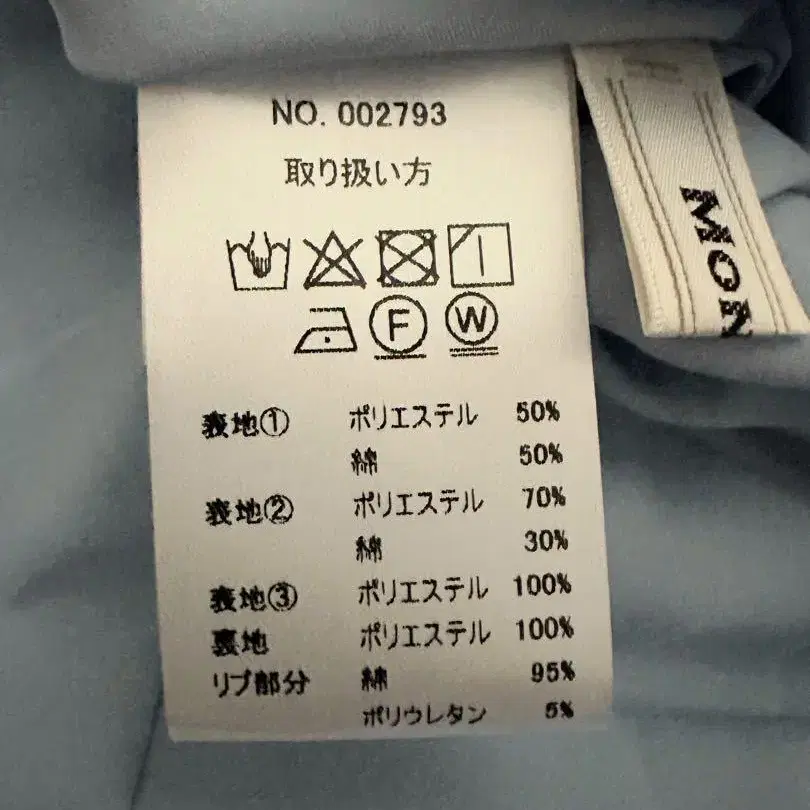 NO. 002793
取り扱い方
F W
表地① ポリエステル 50%
綿 50%
表地② ポリエステル 70%
綿 30%
表地③ ポリエステル 100%
裏地 ポリエステル 100%
リブ部分 綿 95%
ポリウレタン 5%
MON